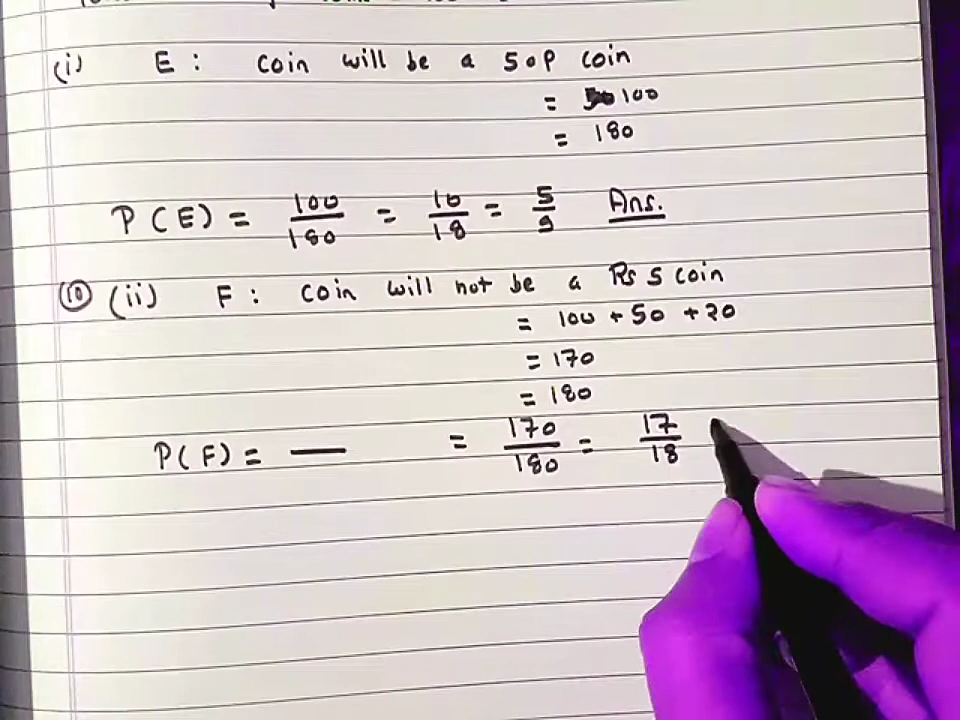 (i) E : coin will be a 50P coin
= 100
= 180
P(E) = 100/180 = 10/18 = 5/9 Ans.
(10) (ii) F : coin will not be a Rs 5 coin
= 100 + 50 + 20
= 170
= 180
P(F) = — = 170/180 = 17/18